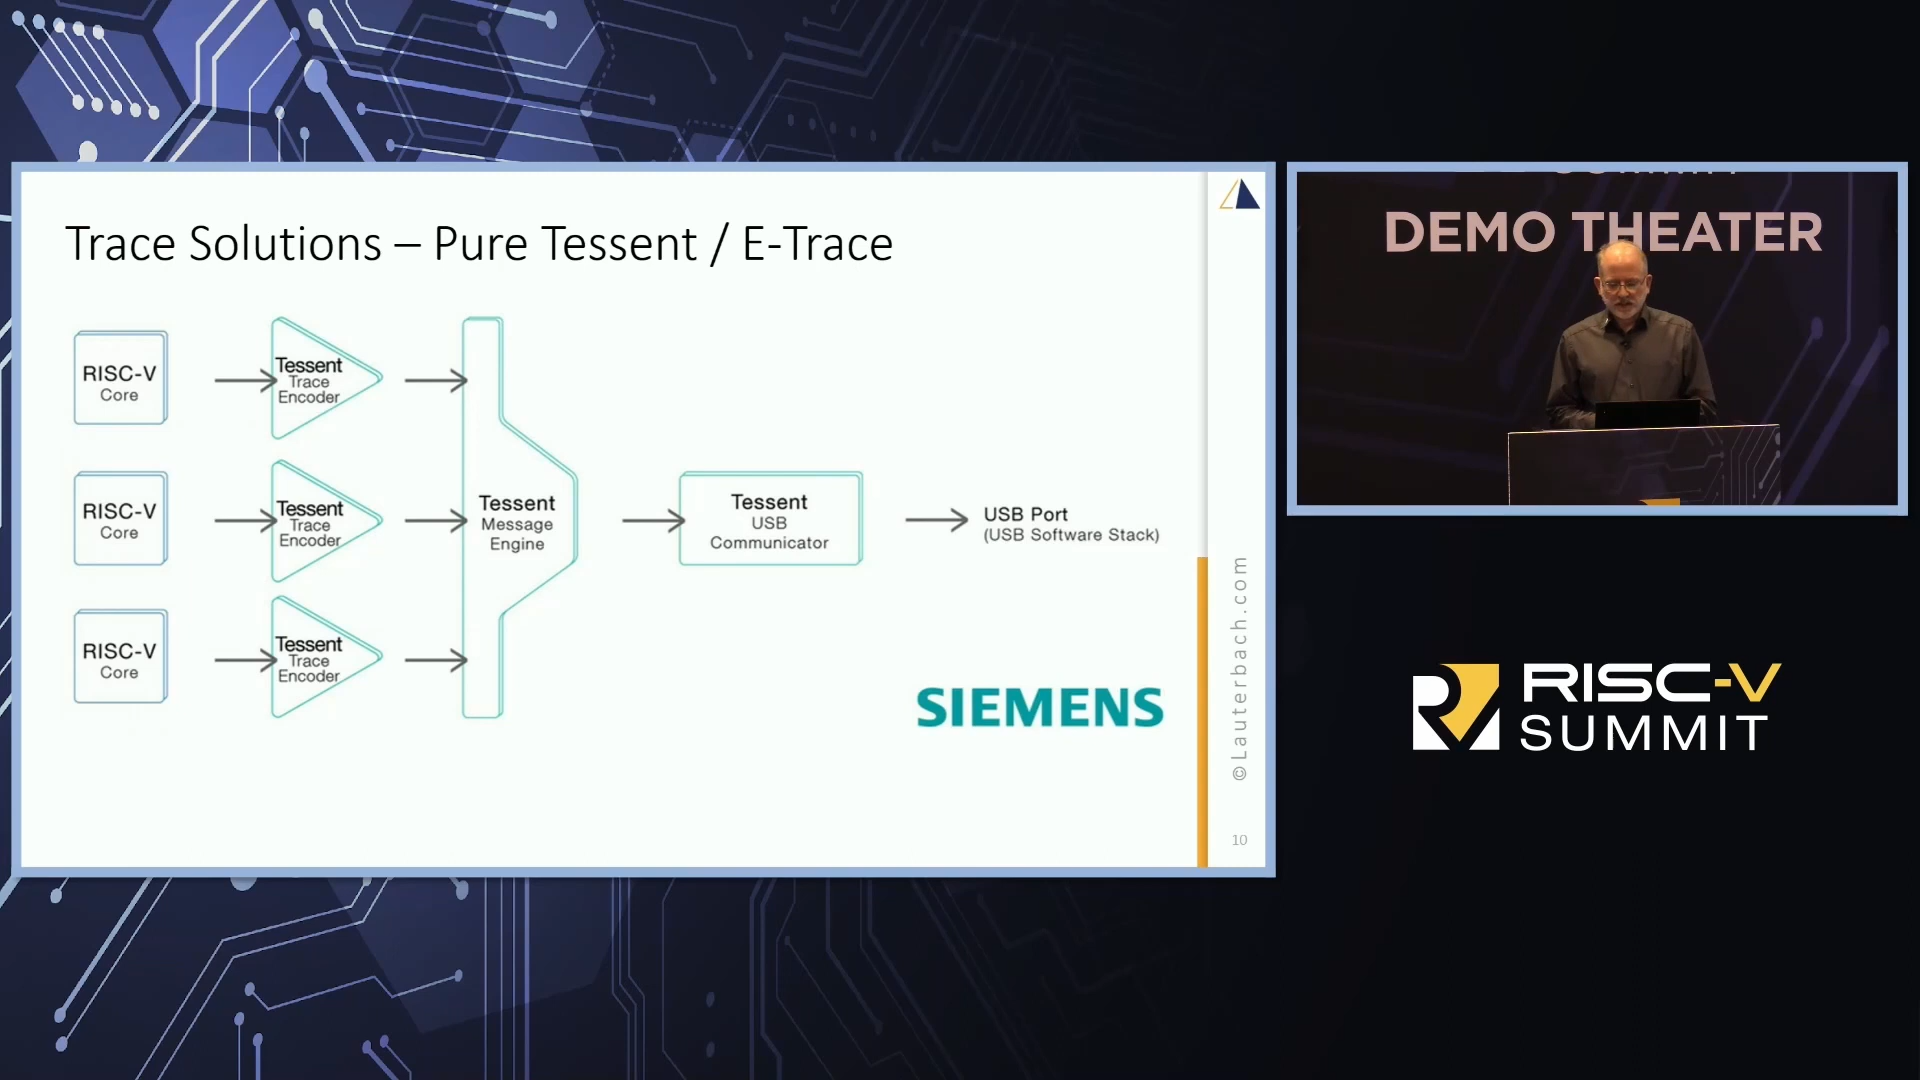 Trace Solutions – Pure Tessent / E-Trace
RISC-V
Core
Tessent
Trace
Encoder
RISC-V
Core
Tessent
Trace
Encoder
RISC-V
Core
Tessent
Trace
Encoder
Tessent
Message
Engine
Tessent
USB
Communicator
USB Port
(USB Software Stack)
SIEMENS
©Lauterbach.com
10
DEMO THEATER
RISC-V
SUMMIT